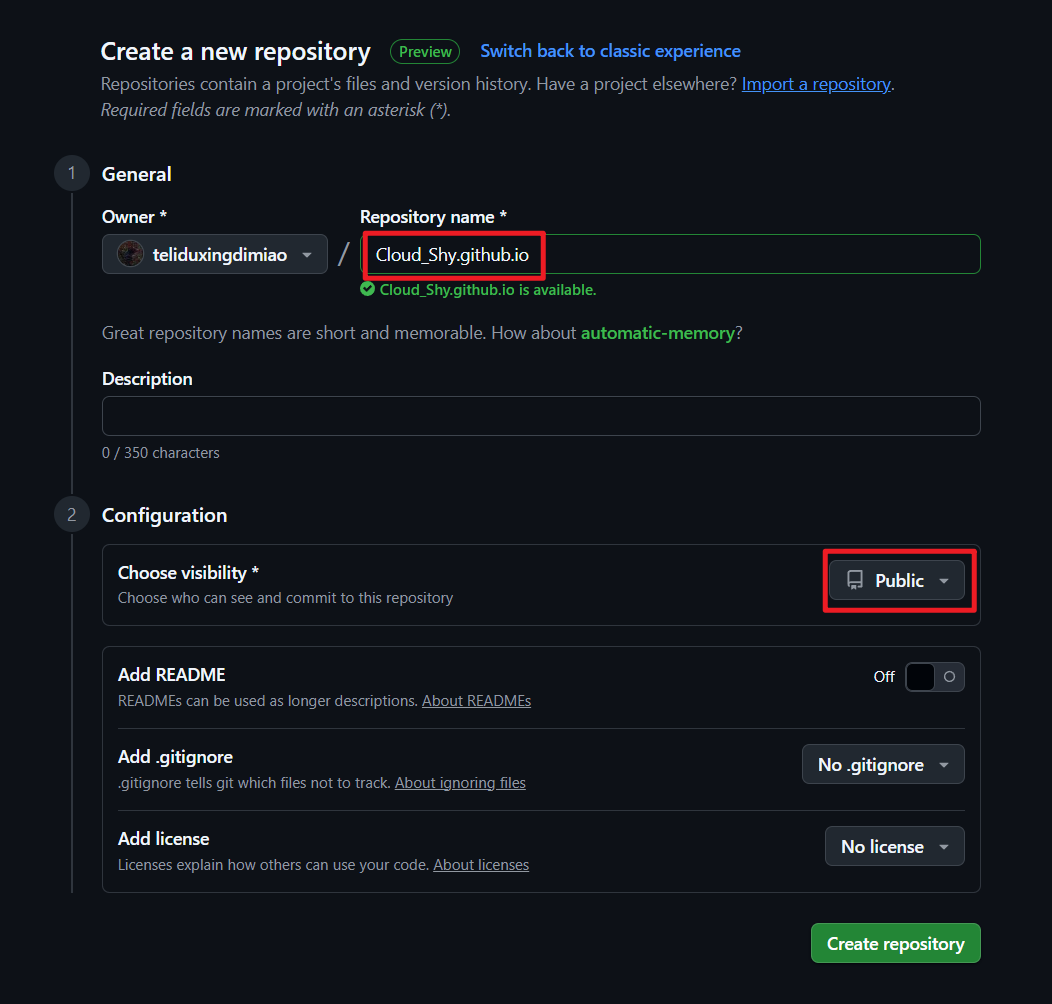 Create a new repository Preview Switch back to classic experience
Repositories contain a project's files and version history. Have a project elsewhere? Import a repository.
Required fields are marked with an asterisk (*).
1 General
Owner * Repository name *
teliduxingdimiao / Cloud_Shy.github.io
Cloud_Shy.github.io is available.
Great repository names are short and memorable. How about automatic-memory?
Description
0 / 350 characters
2 Configuration
Choose visibility *
Choose who can see and commit to this repository
Public
Add README
READMEs can be used as longer descriptions. About READMEs
Off
Add .gitignore
.gitignore tells git which files not to track. About ignoring files
No .gitignore
Add license
Licenses explain how others can use your code. About licenses
No license
Create repository